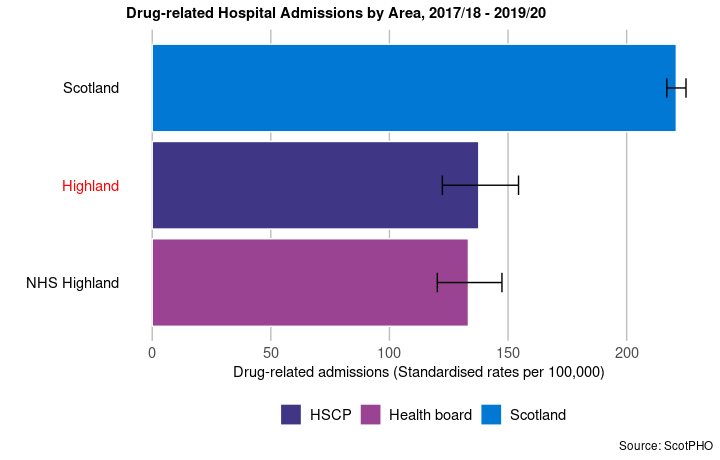 Drug-related Hospital Admissions by Area, 2017/18 - 2019/20
Scotland
Highland
NHS Highland
0 50 100 150 200
Drug-related admissions (Standardised rates per 100,000)
HSCP Health board Scotland
Source: ScotPHO